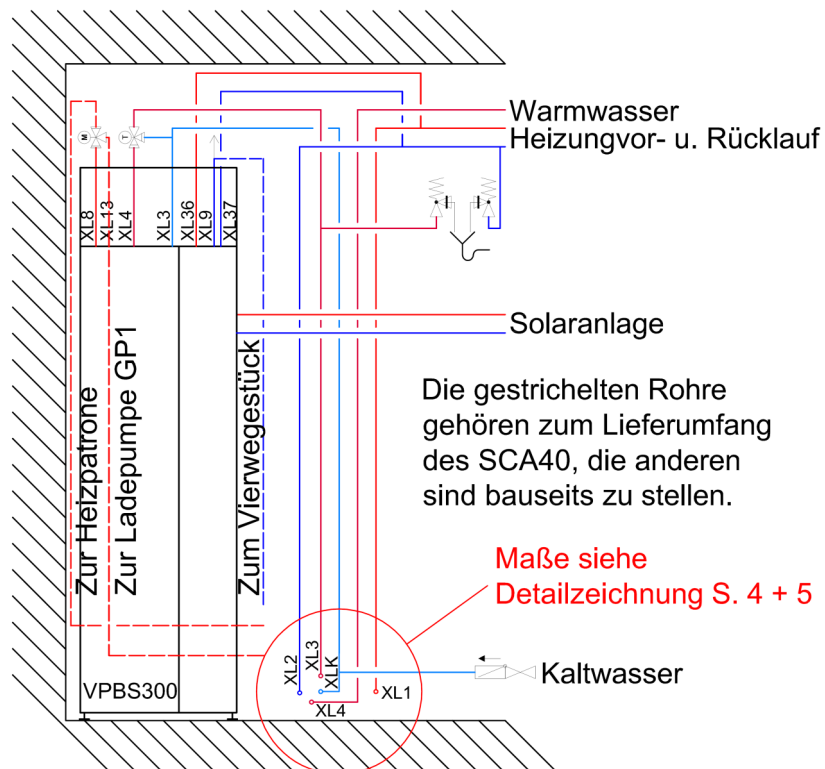 Warmwasser
Heizungvor- u. Rücklauf
M
T
XL8
XL13
XL4
XL3
XL36
XL9
XL37
Solaranlage
Zur Heizpatrone
Zur Ladepumpe GP1
Zum Vierwegestück
Die gestrichelten Rohre
gehören zum Lieferumfang
des SCA40, die anderen
sind bauseits zu stellen.
Maße siehe
Detailzeichnung S. 4 + 5
XL2
XL3
XLK
XL4
XL1
Kaltwasser
VPBS300